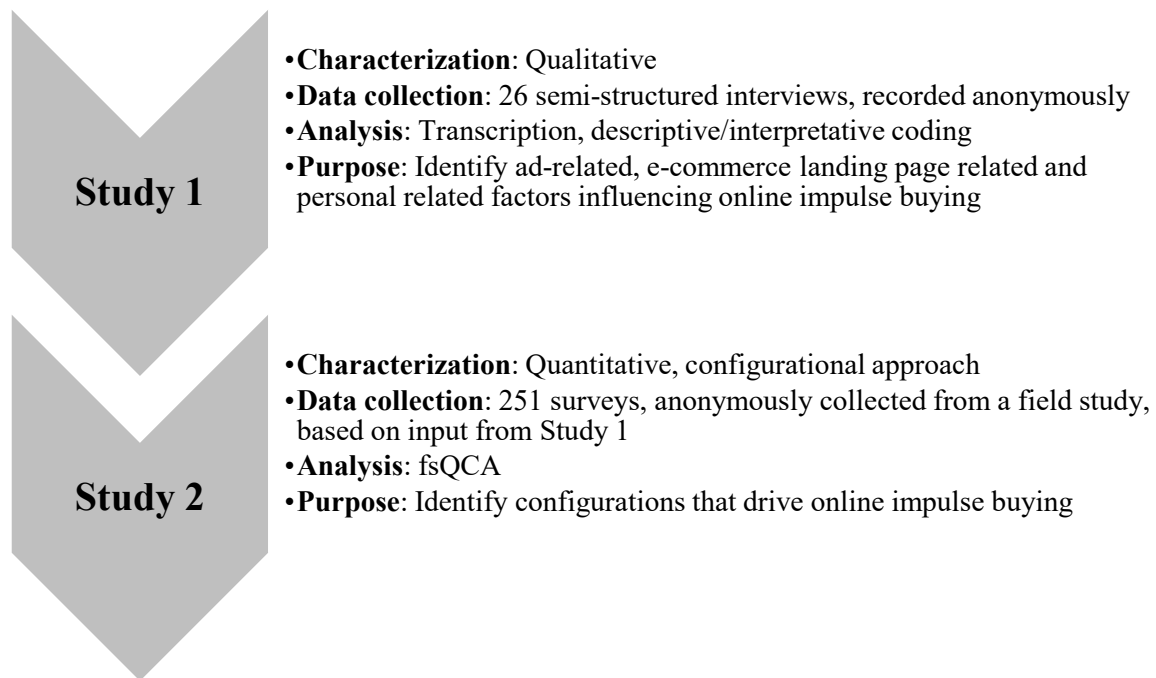 Study 1
•Characterization: Qualitative
•Data collection: 26 semi-structured interviews, recorded anonymously
•Analysis: Transcription, descriptive/interpretative coding
•Purpose: Identify ad-related, e-commerce landing page related and
personal related factors influencing online impulse buying
Study 2
•Characterization: Quantitative, configurational approach
•Data collection: 251 surveys, anonymously collected from a field study,
based on input from Study 1
•Analysis: fsQCA
•Purpose: Identify configurations that drive online impulse buying